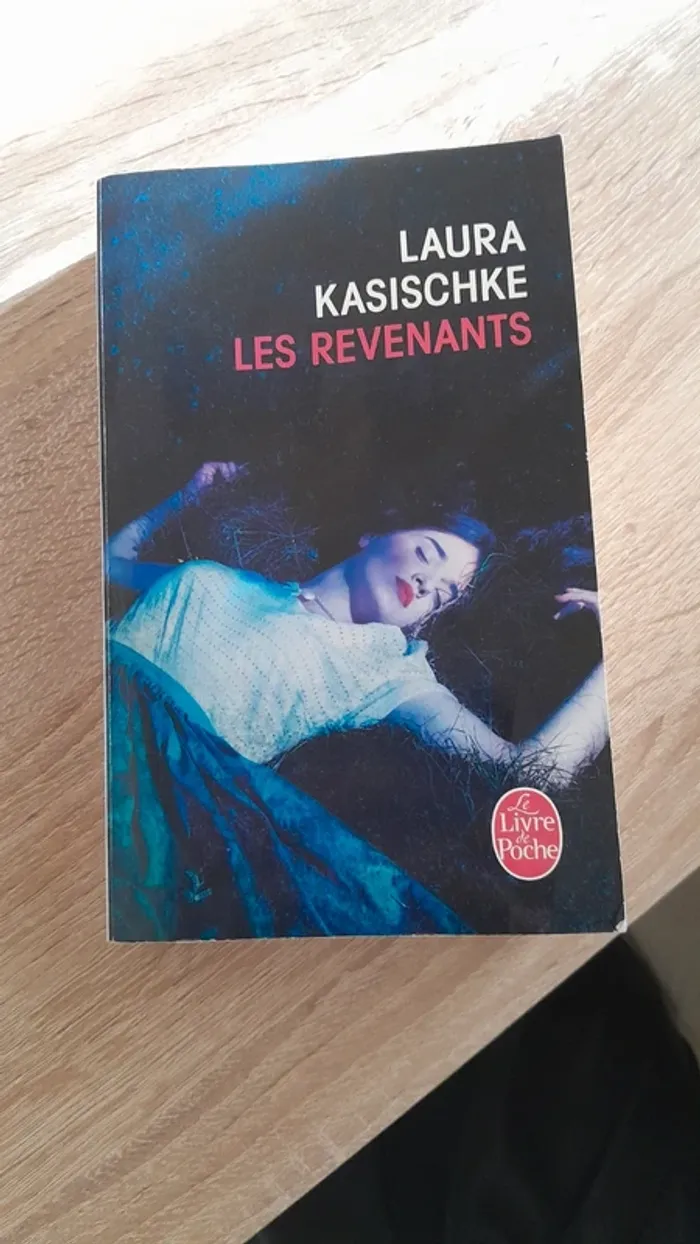 LAURA
KASISCHKE
LES REVENANTS
Le
Livre
de
Poche